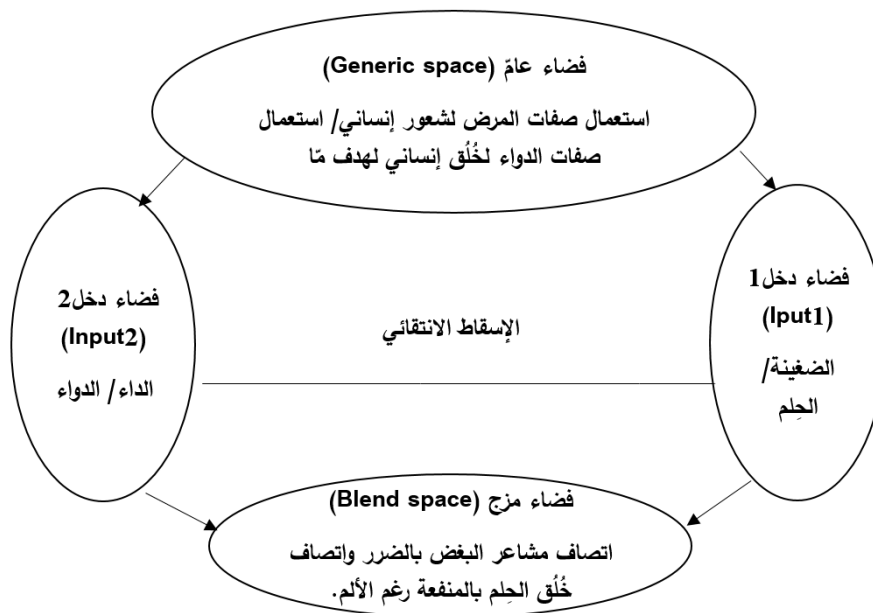 فضاء عامّ (Generic space)
استعمال صفات المرض لشعور إنساني/ استعمال
صفات الدواء لخُلُق إنساني لهدف مّا
فضاء دخل1
(Iput1)
الضغينة/
الحِلم
الإسقاط الانتقائي
فضاء دخل2
(Input2)
الداء/ الدواء
فضاء مزج (Blend space)
اتصاف مشاعر البغض بالضرر واتصاف
خُلُق الحِلم بالمنفعة رغم الألم.